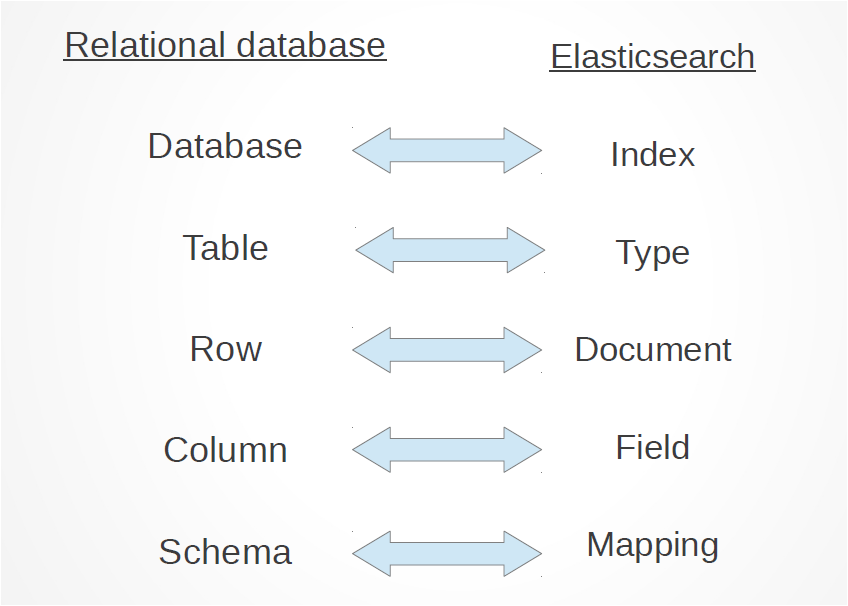 Relational database
Elasticsearch
Database
Index
Table
Type
Row
Document
Column
Field
Schema
Mapping